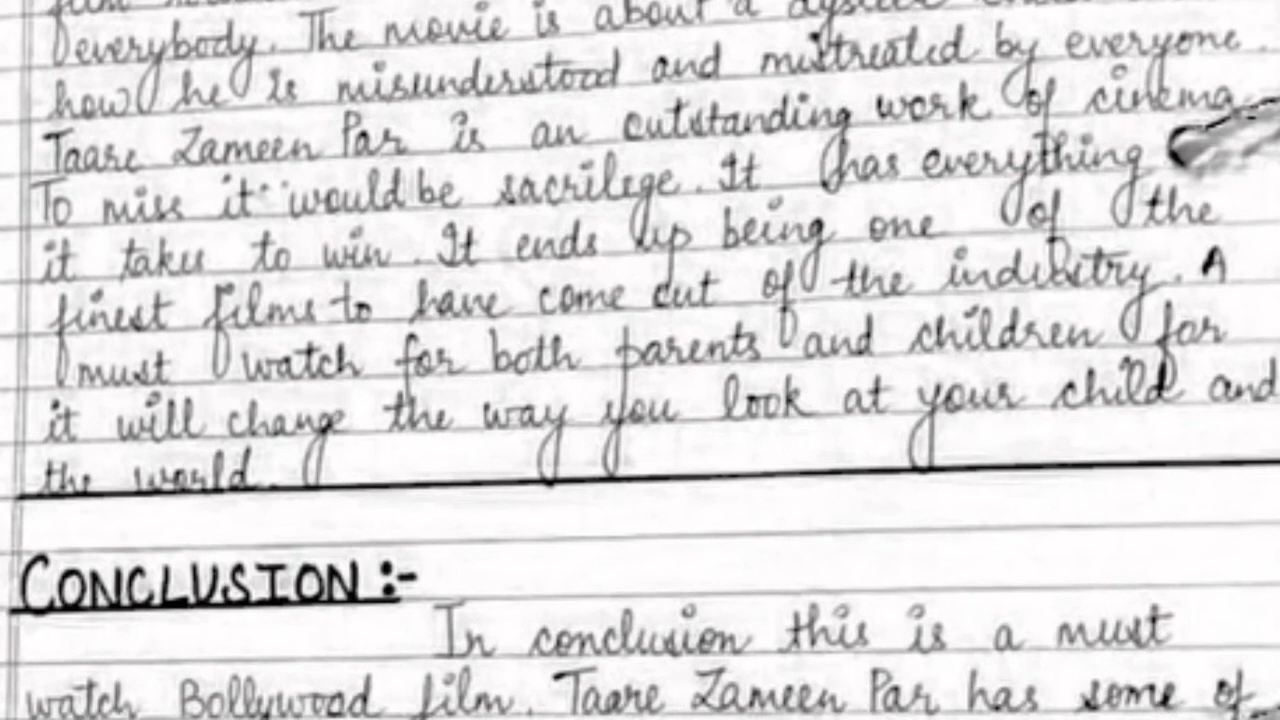 everybody. The movie is about a
how he is misunderstood and mistreated by everyone.
Taare Zameen Par is an outstanding work of cinema
To miss it would be sacrilege. It has everything
it takes to win. It ends up being one of the
finest films to have come out of the industry. A
must watch for both parents and children for
it will change the way you look at your child and
the world.
CONCLUSION :-
In conclusion this is a must
watch Bollywood film. Taare Zameen Par has some of